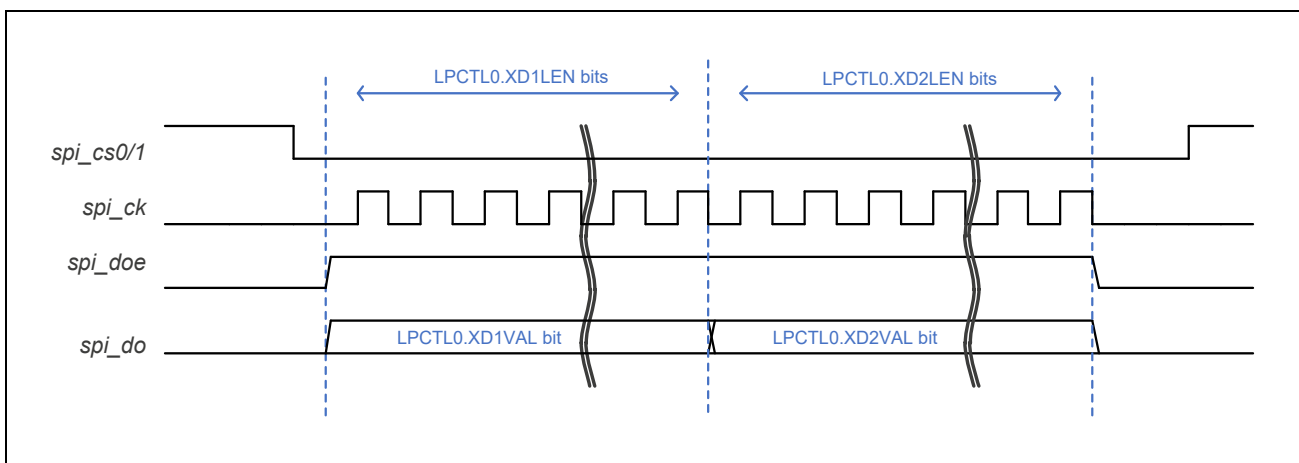 LPCTL0.XD1LEN bits
LPCTL0.XD2LEN bits
spi_cs0/1
spi_ck
spi_doe
spi_do
LPCTL0.XD1VAL bit
LPCTL0.XD2VAL bit